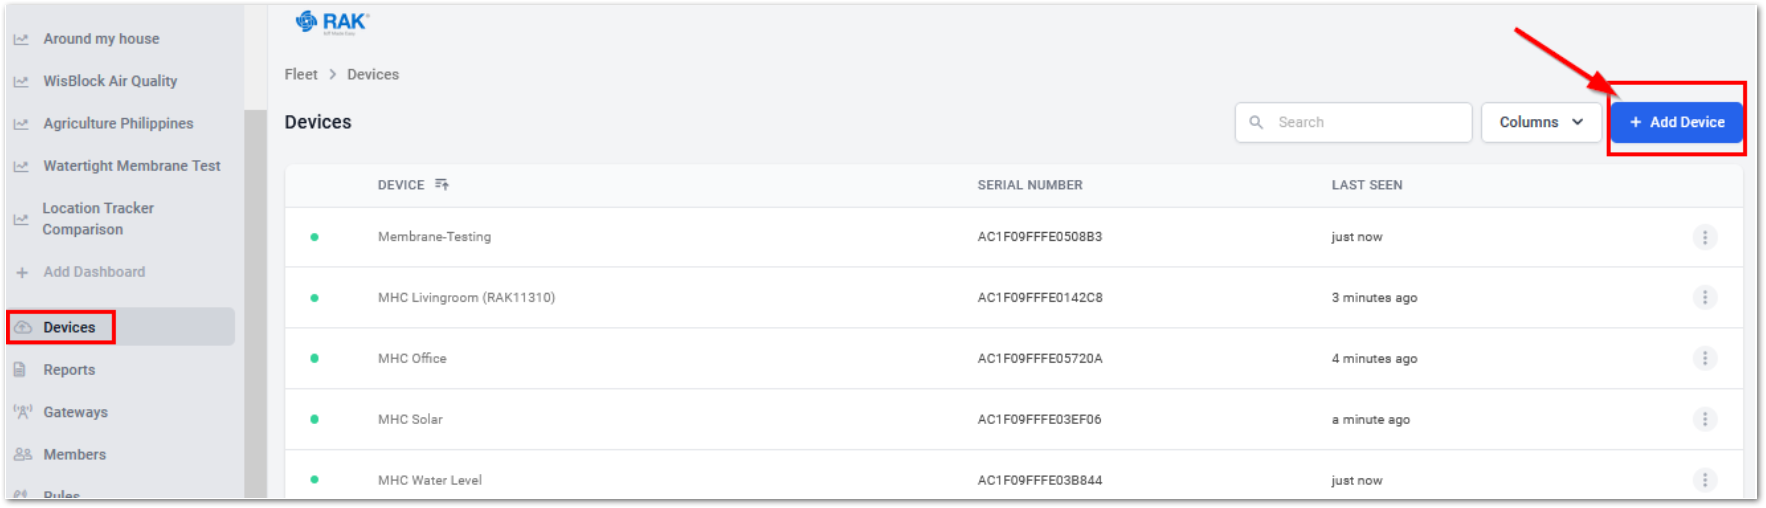 Around my house
WisBlock Air Quality
Agriculture Philippines
Watertight Membrane Test
Location Tracker
Comparison
+ Add Dashboard
Devices
Reports
Gateways
Members
Rules
RAK®
IoT Made Easy
Fleet > Devices
Devices
Search
Columns
+ Add Device
DEVICE SERIAL NUMBER LAST SEEN
Membrane-Testing AC1F09FFFE0508B3 just now
MHC Livingroom (RAK11310) AC1F09FFFE0142C8 3 minutes ago
MHC Office AC1F09FFFE05720A 4 minutes ago
MHC Solar AC1F09FFFE03EF06 a minute ago
MHC Water Level AC1F09FFFE03B844 just now